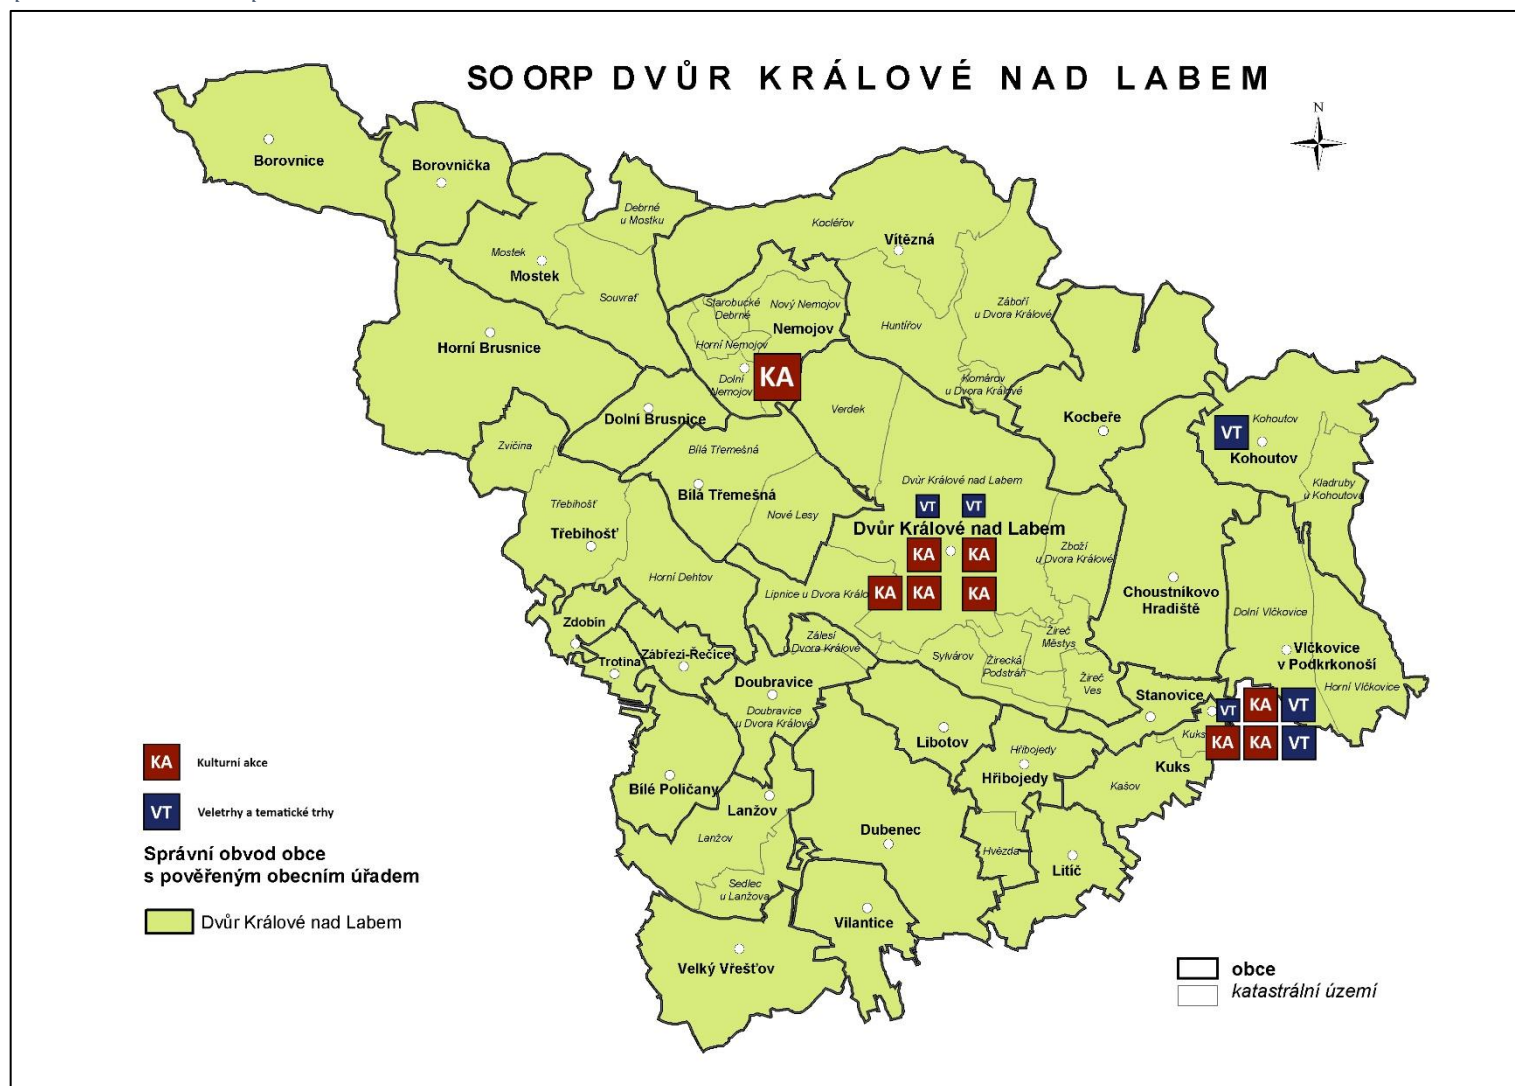 SO ORP DVŮR KRÁLOVÉ NAD LABEM
N
Borovnice
Borovnička
Debrné
u Mostku
Kocléřov
Vítězná
Mostek
Mostek
Souvrať
Starobucké
Debrné
Nový Nemojov
Nemojov
Huntířov
Záboří
u Dvora Králové
Horní Brusnice
Horní Nemojov
Dolní
Nemojov
KA
Komárov
u Dvora Králové
Verdek
Dolní Brusnice
Kocbeře
Kohoutov
VT
Kohoutov
Zvičina
Bílá Třemešná
Bílá Třemešná
Dvůr Králové nad Labem
Kladruby
u Kohoutova
Třebihošť
Třebihošť
Nové Lesy
VT
VT
Dvůr Králové nad Labem
KA
KA
Zboží
u Dvora Králové
Horní Dehtov
Lipnice u Dvora Králo
KA
KA
KA
Choustníkovo
Hradiště
Dolní Vlčkovice
Zdobín
Zálesí
u Dvora Králové
Žireč
Městys
Trotina
Zábřezí-Řečice
Sylvárov
Žirecká
Podstráň
Vlčkovice
v Podkrkonoší
Doubravice
Žireč
Ves
Stanovice
Horní Vlčkovice
Doubravice
u Dvora Králové
VT
KA
VT
Libotov
Kuks
KA
KA
VT
Hřibojedy
Hřibojedy
Kuks
KA
Kulturní akce
Bílé Poličany
Kašov
VT
Veletrhy a tematické trhy
Lanžov
Lanžov
Dubenec
Hvězda
Litíč
Správní obvod obce
s pověřeným obecním úřadem
Sedlec
u Lanžova
Dvůr Králové nad Labem
Vilantice
Velký Vřešťov
obce
katastrální území